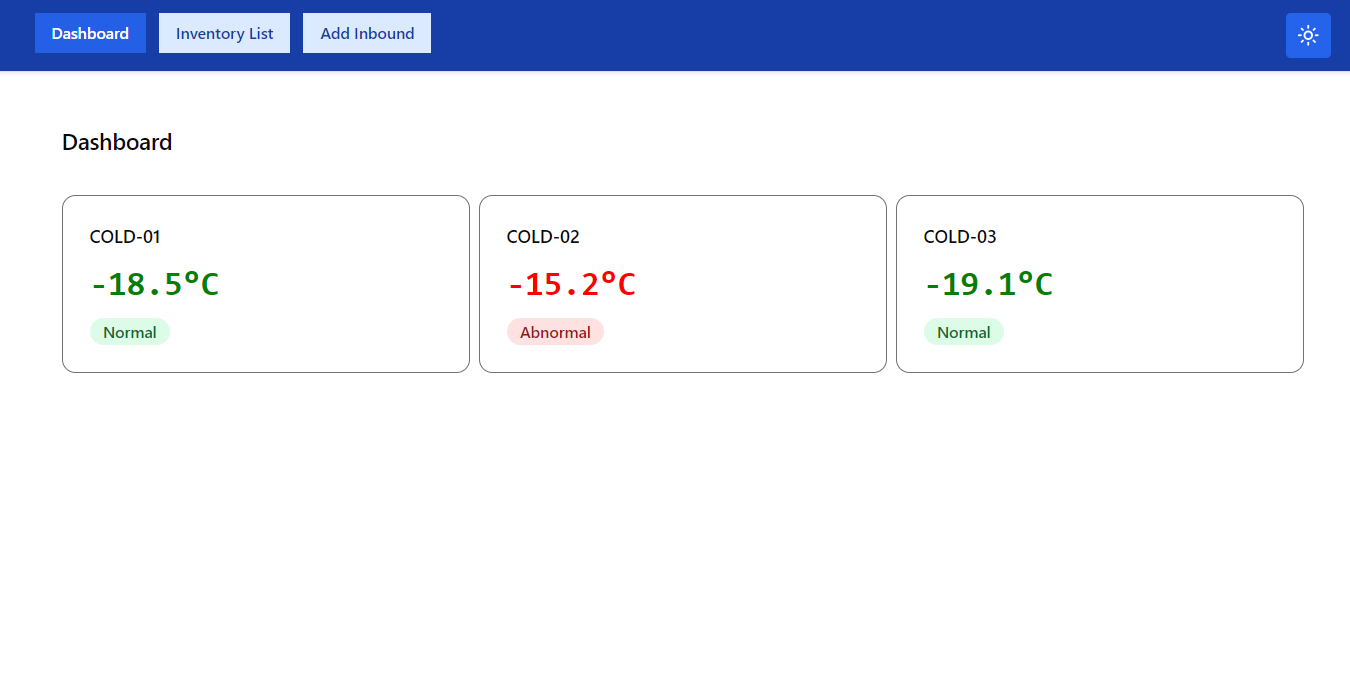 Dashboard Inventory List Add Inbound
Dashboard
COLD-01
-18.5°C
Normal
COLD-02
-15.2°C
Abnormal
COLD-03
-19.1°C
Normal